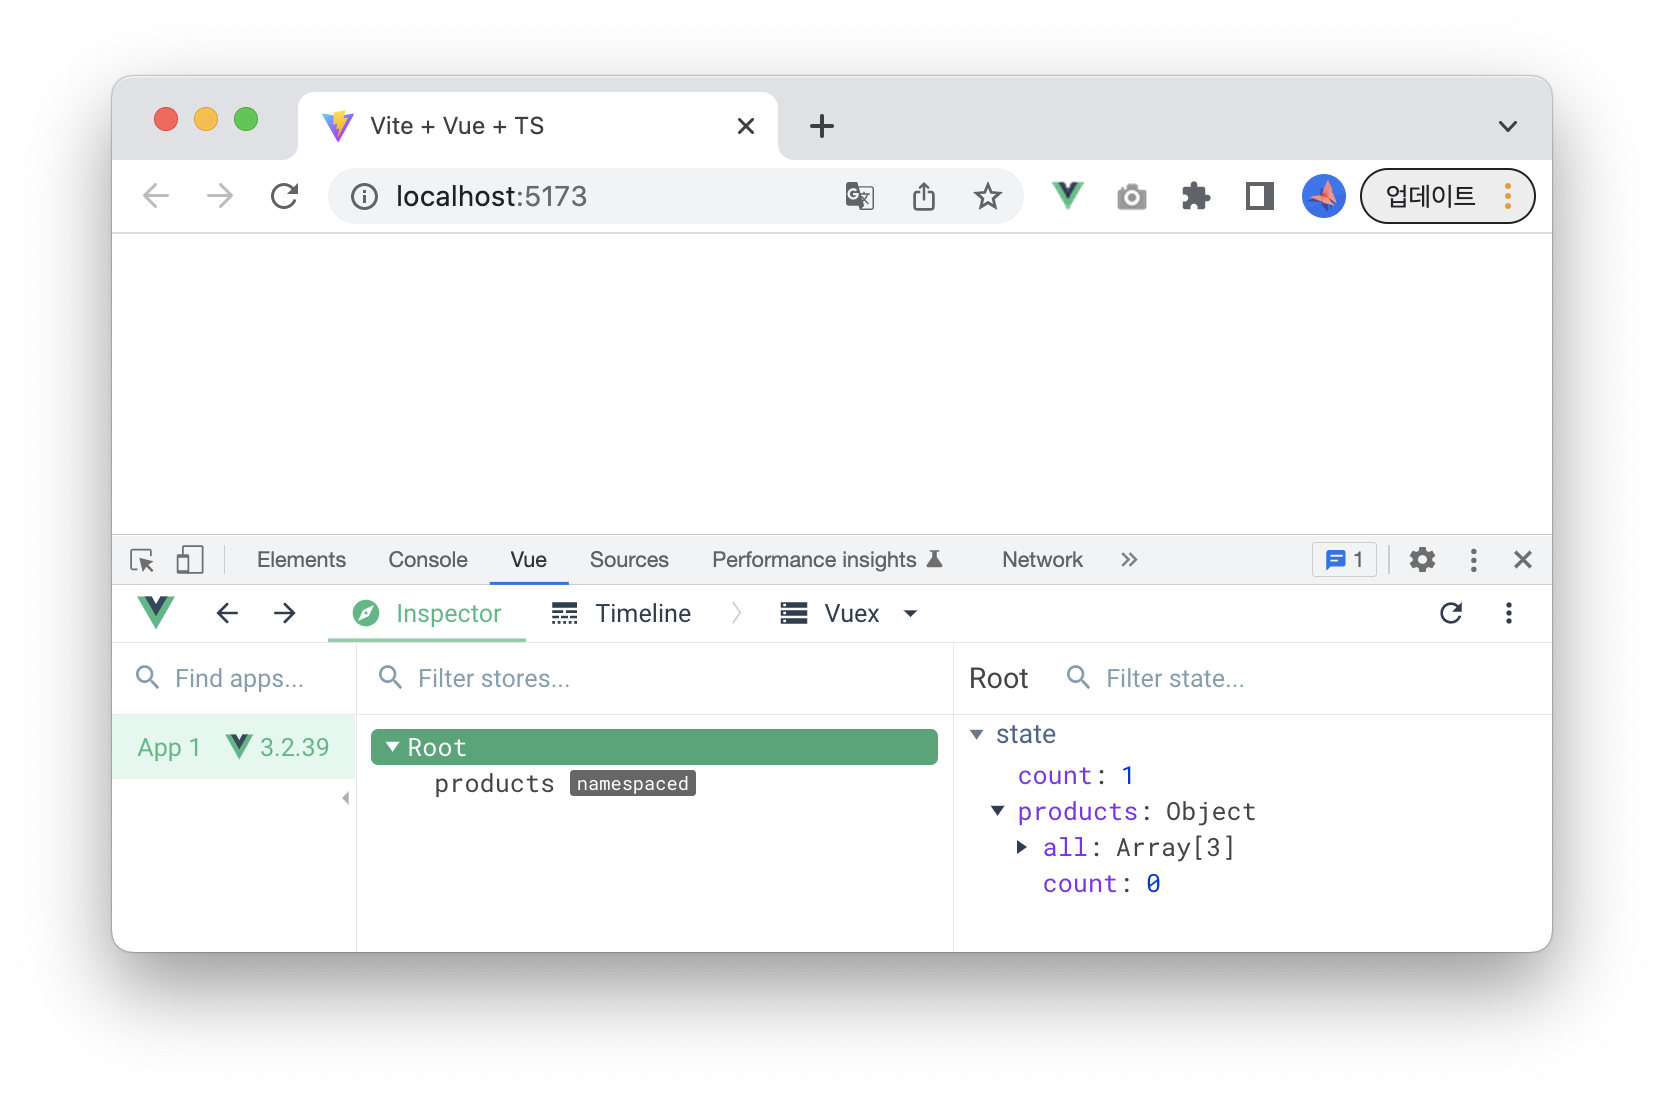 Vite + Vue + TS
localhost:5173
업데이트
Elements Console Vue Sources Performance insights Network 1
Inspector Timeline Vuex
Find apps... Filter stores... Root Filter state...
App 1 3.2.39
Root
products namespaced
state
count: 1
products: Object
all: Array[3]
count: 0